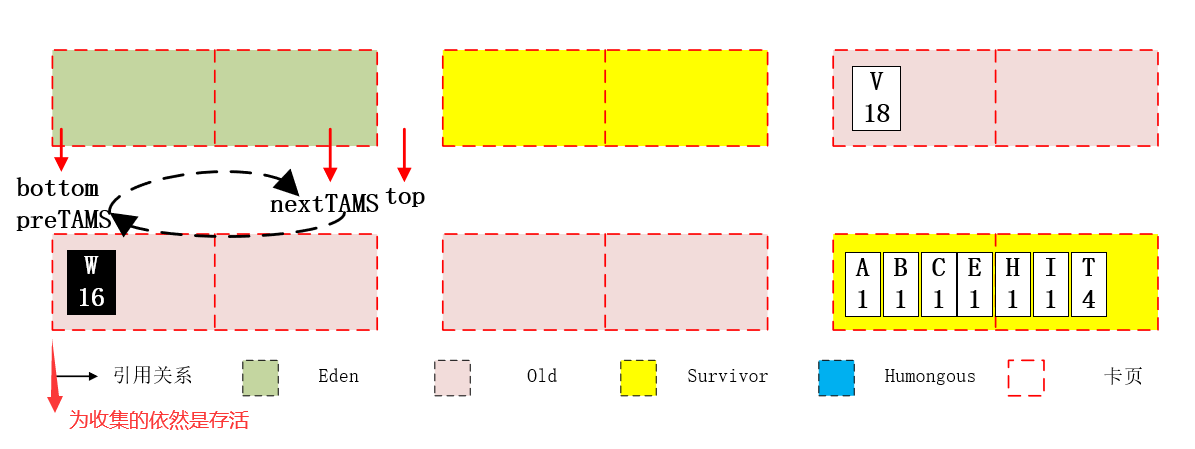 V
18
bottom
preTAMS
nextTAMS
top
W
16
A B C E H I T
1 1 1 1 1 1 4
引用关系 Eden Old Survivor Humongous 卡页
为收集的依然是存活